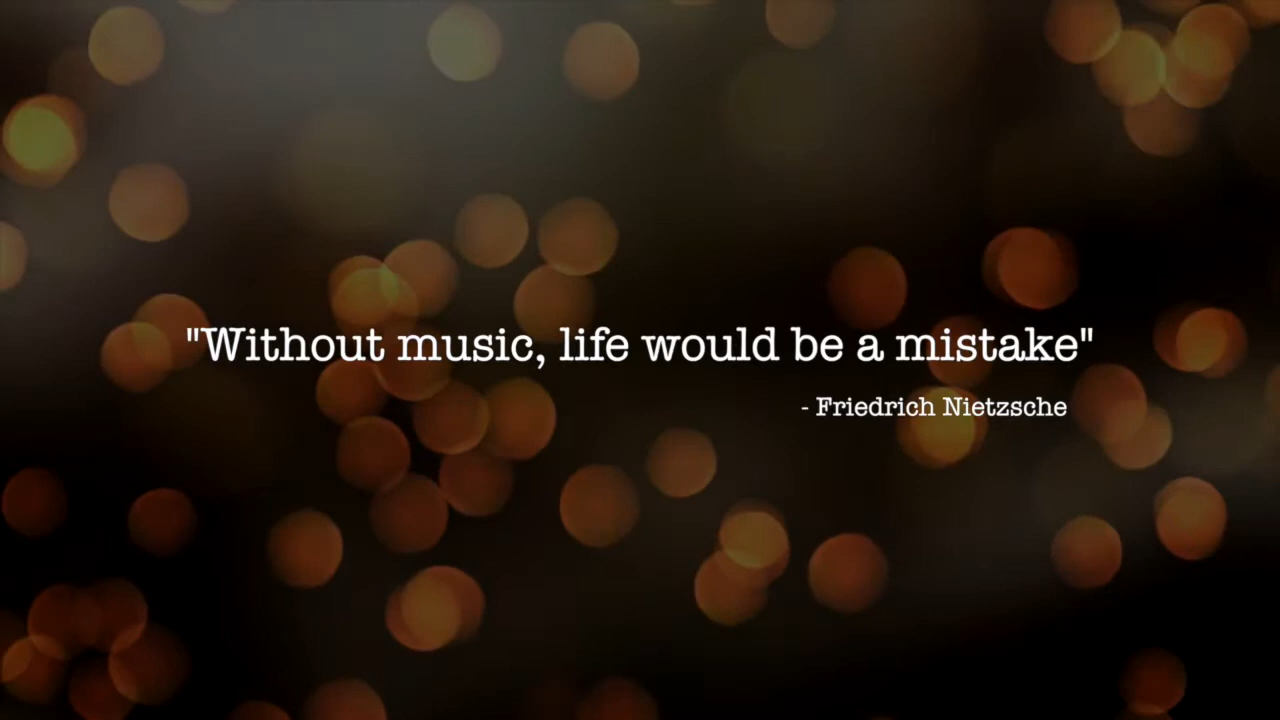 "Without music, life would be a mistake"
- Friedrich Nietzsche